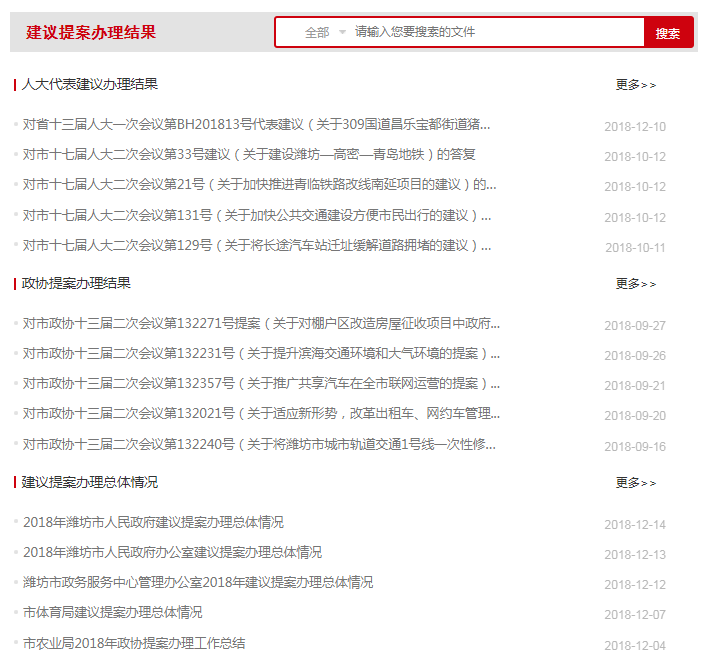 建议提案办理结果
全部 请输入您要搜索的文件 搜索
人大代表建议办理结果 更多>>
对省十三届人大一次会议第BH201813号代表建议（关于309国道昌乐宝都街道猪... 2018-12-10
对市十七届人大二次会议第33号建议（关于建设潍坊—高密—青岛地铁）的答复 2018-10-12
对市十七届人大二次会议第21号（关于加快推进青临铁路改线南延项目的建议）的... 2018-10-12
对市十七届人大二次会议第131号（关于加快公共交通建设方便市民出行的建议）... 2018-10-12
对市十七届人大二次会议第129号（关于将长途汽车站迁址缓解道路拥堵的建议）... 2018-10-11
政协提案办理结果 更多>>
对市政协十三届二次会议第132271号提案（关于对棚户区改造房屋征收项目中政府... 2018-09-27
对市政协十三届二次会议第132231号（关于提升滨海交通环境和大气环境的提案）... 2018-09-26
对市政协十三届二次会议第132357号（关于推广共享汽车在全市联网运营的提案）... 2018-09-21
对市政协十三届二次会议第132021号（关于适应新形势，改革出租车、网约车管理... 2018-09-20
对市政协十三届二次会议第132240号（关于将潍坊市城市轨道交通1号线一次性修... 2018-09-16
建议提案办理总体情况 更多>>
2018年潍坊市人民政府建议提案办理总体情况 2018-12-14
2018年潍坊市人民政府办公室建议提案办理总体情况 2018-12-13
潍坊市政务服务中心管理办公室2018年建议提案办理总体情况 2018-12-12
市体育局建议提案办理总体情况 2018-12-07
市农业局2018年政协提案办理工作总结 2018-12-04